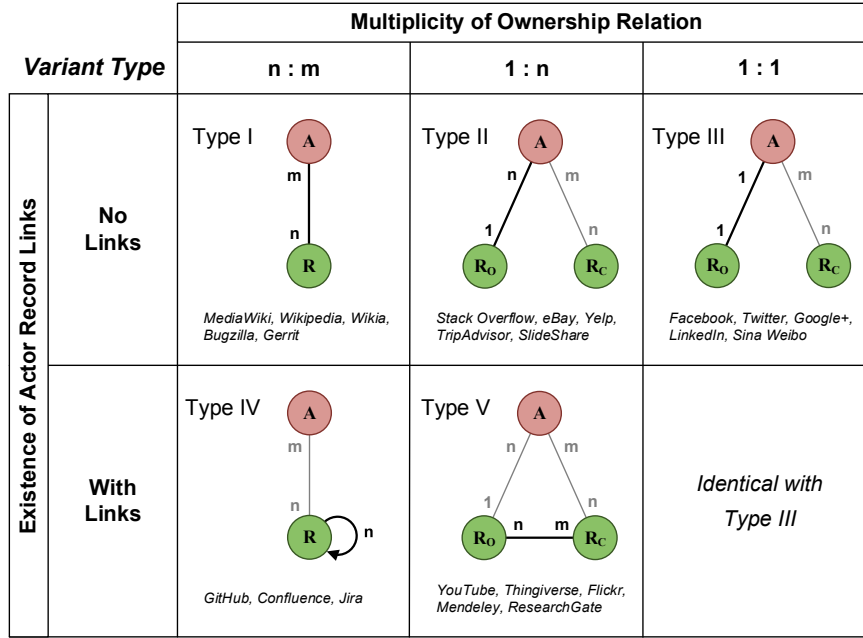 Multiplicity of Ownership Relation
Variant Type
n : m
1 : n
1 : 1
Existence of Actor Record Links
No
Links
Type I
A
m
n
R
MediaWiki, Wikipedia, Wikia,
Bugzilla, Gerrit
Type II
A
n
m
1
n
RO
RC
Stack Overflow, eBay, Yelp,
TripAdvisor, SlideShare
Type III
A
1
m
1
n
RO
RC
Facebook, Twitter, Google+,
LinkedIn, Sina Weibo
With
Links
Type IV
A
m
n
R
n
GitHub, Confluence, Jira
Type V
A
n
m
1
n
RO
n
m
RC
YouTube, Thingiverse, Flickr,
Mendeley, ResearchGate
Identical with
Type III